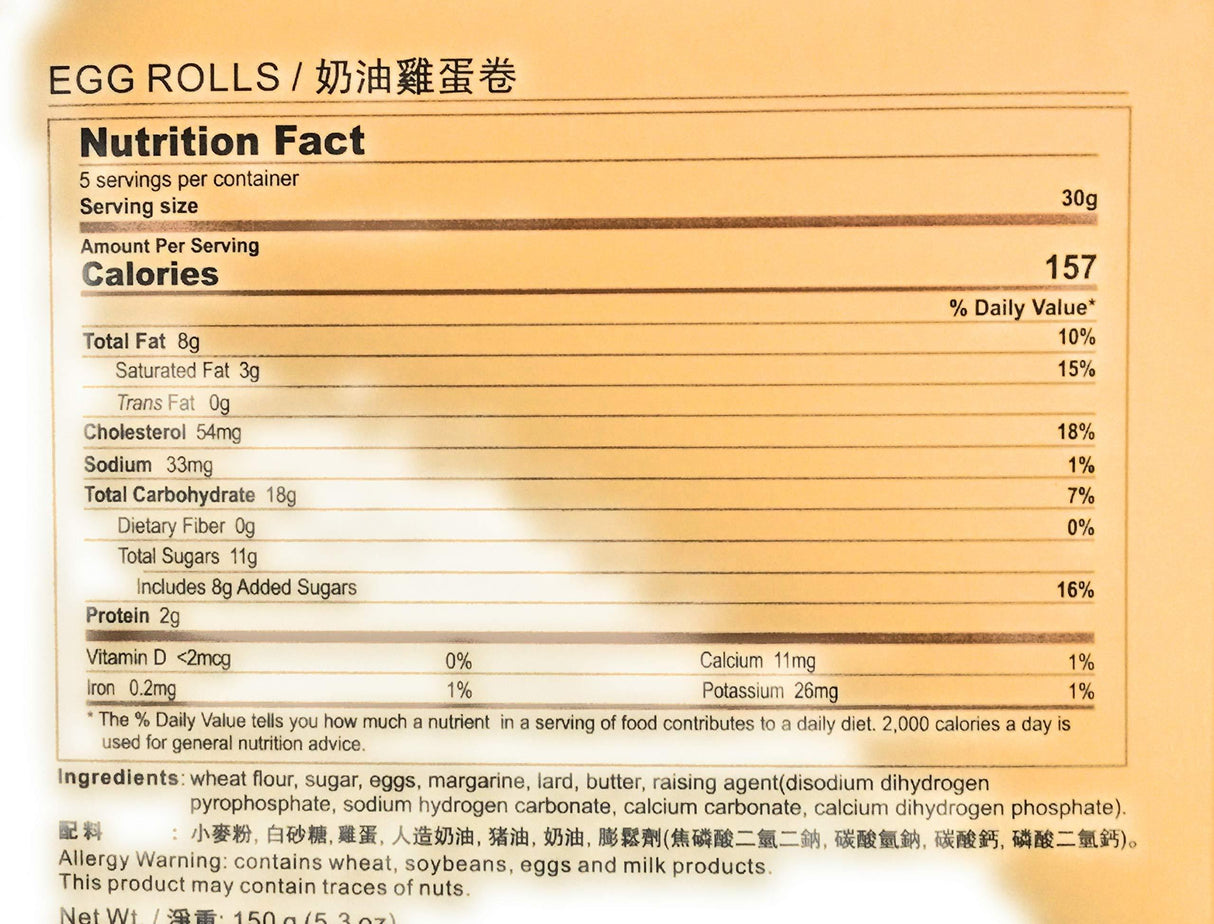 EGG ROLLS / 奶油雞蛋卷
Nutrition Fact
5 servings per container
Serving size 30g
Amount Per Serving
Calories 157
% Daily Value*
Total Fat 8g 10%
Saturated Fat 3g 15%
Trans Fat 0g
Cholesterol 54mg 18%
Sodium 33mg 1%
Total Carbohydrate 18g 7%
Dietary Fiber 0g 0%
Total Sugars 11g
Includes 8g Added Sugars 16%
Protein 2g
Vitamin D <2mcg 0% Calcium 11mg 1%
Iron 0.2mg 1% Potassium 26mg 1%
* The % Daily Value tells you how much a nutrient in a serving of food contributes to a daily diet. 2,000 calories a day is
used for general nutrition advice.
Ingredients: wheat flour, sugar, eggs, margarine, lard, butter, raising agent(disodium dihydrogen
pyrophosphate, sodium hydrogen carbonate, calcium carbonate, calcium dihydrogen phosphate).
配料 : 小麥粉, 白砂糖, 雞蛋, 人造奶油, 猪油, 奶油, 膨鬆劑(焦磷酸二氫二鈉, 碳酸氫鈉, 碳酸鈣, 磷酸二氫鈣)。
Allergy Warning: contains wheat, soybeans, eggs and milk products.
This product may contain traces of nuts.
Net Wt. / 淨重: 150 g (5.3 oz)